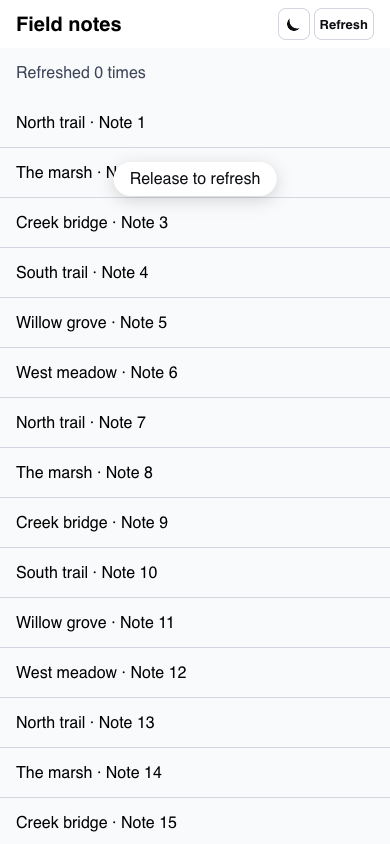 Field notes
Refresh
Refreshed 0 times
North trail · Note 1
The marsh ·
Release to refresh
Creek bridge · Note 3
South trail · Note 4
Willow grove · Note 5
West meadow · Note 6
North trail · Note 7
The marsh · Note 8
Creek bridge · Note 9
South trail · Note 10
Willow grove · Note 11
West meadow · Note 12
North trail · Note 13
The marsh · Note 14
Creek bridge · Note 15